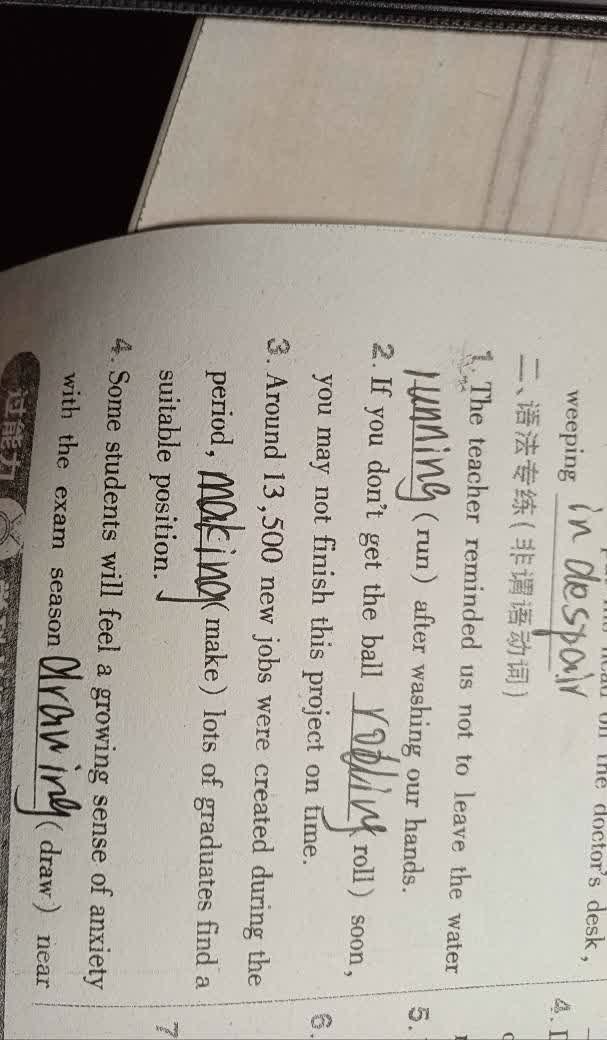 the doctor's desk,
weeping in despair
二、语法专练(非谓语动词)
1. The teacher reminded us not to leave the water
running (run) after washing our hands.
2. If you don't get the ball rolling (roll) soon,
you may not finish this project on time.
3. Around 13,500 new jobs were created during the
period, making (make) lots of graduates find a
suitable position.
4. Some students will feel a growing sense of anxiety
with the exam season drawing (draw) near
过能力
4.
5.
6.
7